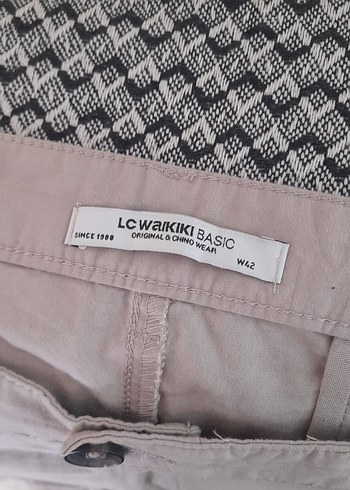 LC WAIKIKI BASIC
SINCE 1988 ORIGINAL & CHINO WEAR
W42